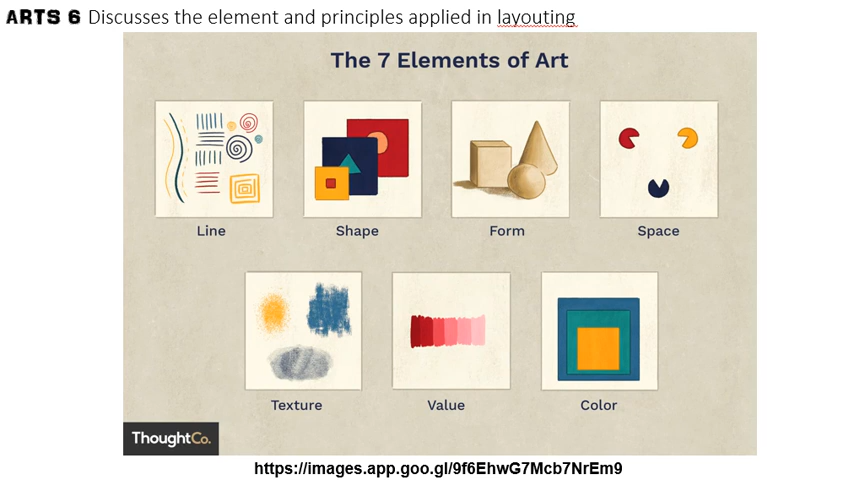 ARTS 6 Discusses the element and principles applied in layouting
The 7 Elements of Art
Line
Shape
Form
Space
Texture
Value
Color
ThoughtCo.
https://images.app.goo.gl/9f6EhwG7Mcb7NrEm9